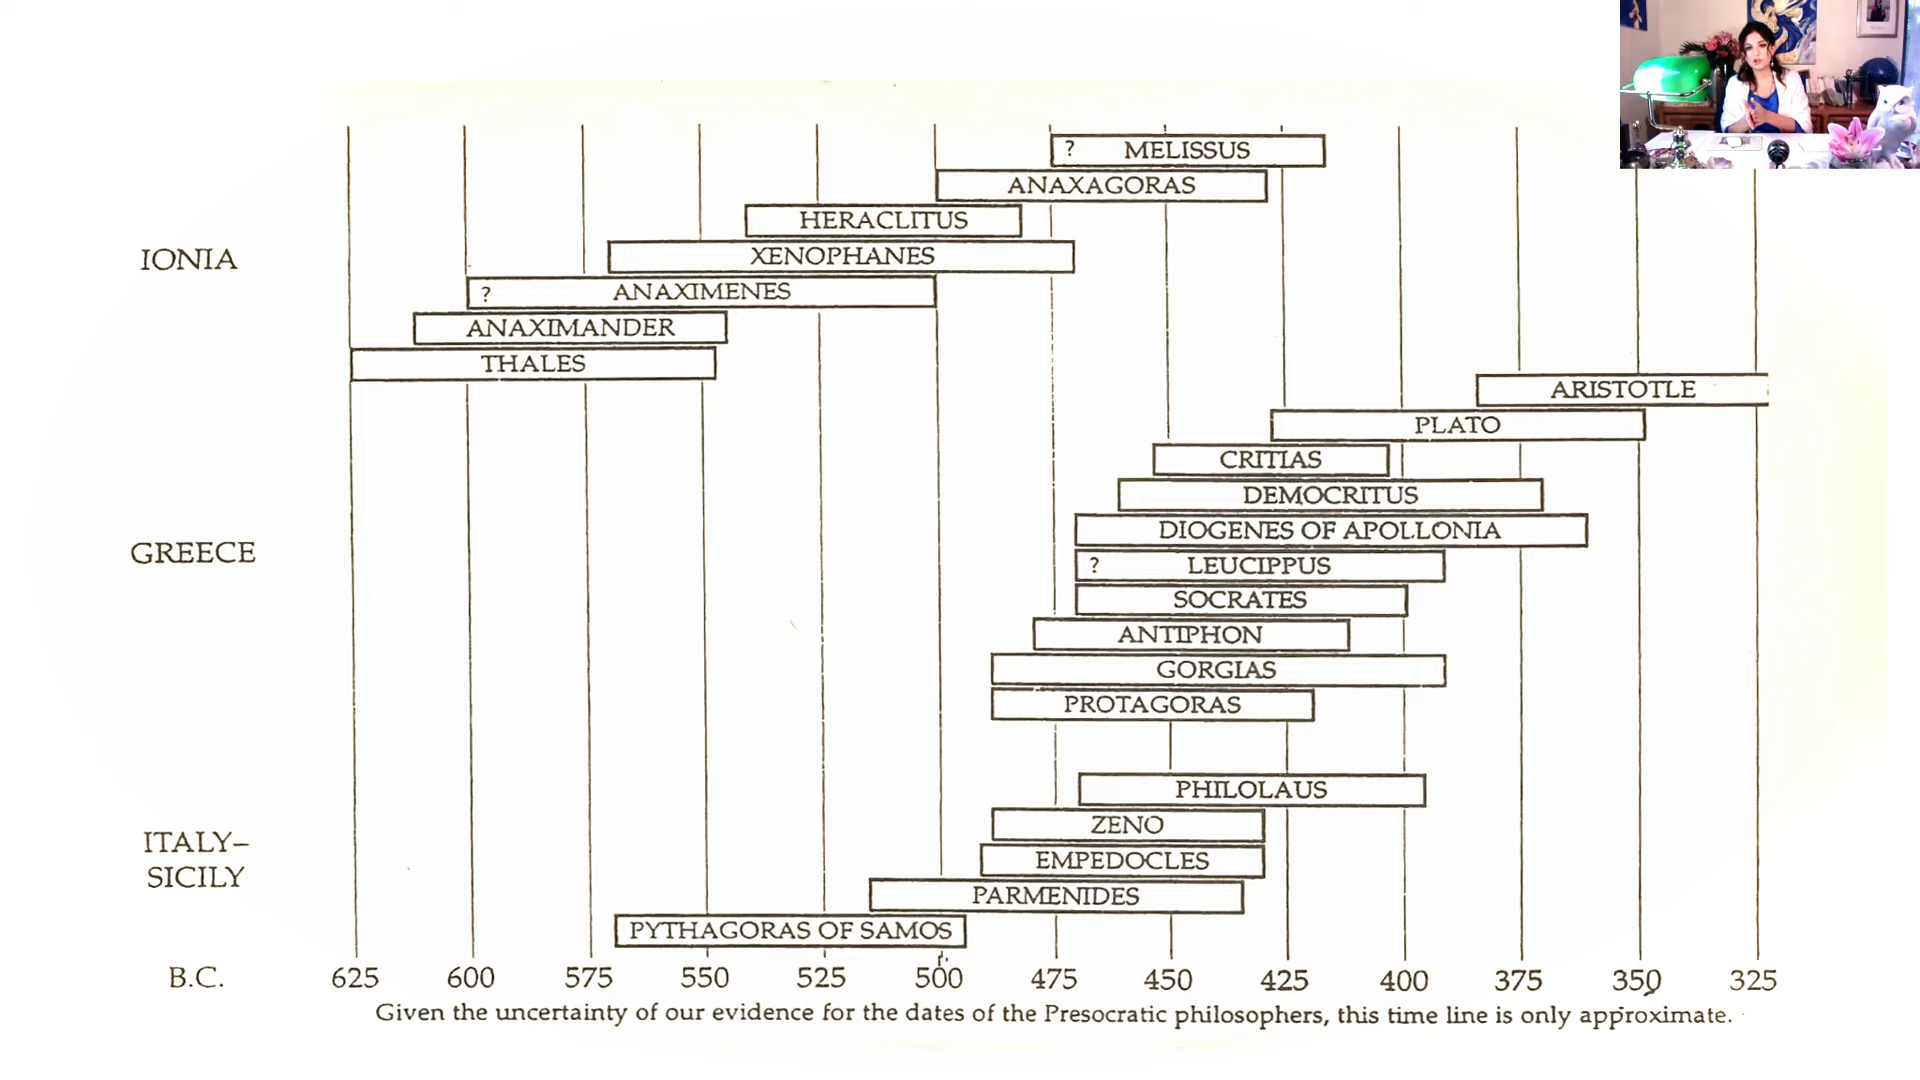 ? MELISSUS
ANAXAGORAS
HERACLITUS
IONIA
XENOPHANES
? ANAXIMENES
ANAXIMANDER
THALES
ARISTOTLE
PLATO
CRITIAS
DEMOCRITUS
DIOGENES OF APOLLONIA
GREECE
? LEUCIPPUS
SOCRATES
ANTIPHON
GORGIAS
PROTAGORAS
PHILOLAUS
ZENO
ITALY–
SICILY
EMPEDOCLES
PARMENIDES
PYTHAGORAS OF SAMOS
B.C. 625 600 575 550 525 500 475 450 425 400 375 350 325
Given the uncertainty of our evidence for the dates of the Presocratic philosophers, this time line is only approximate.